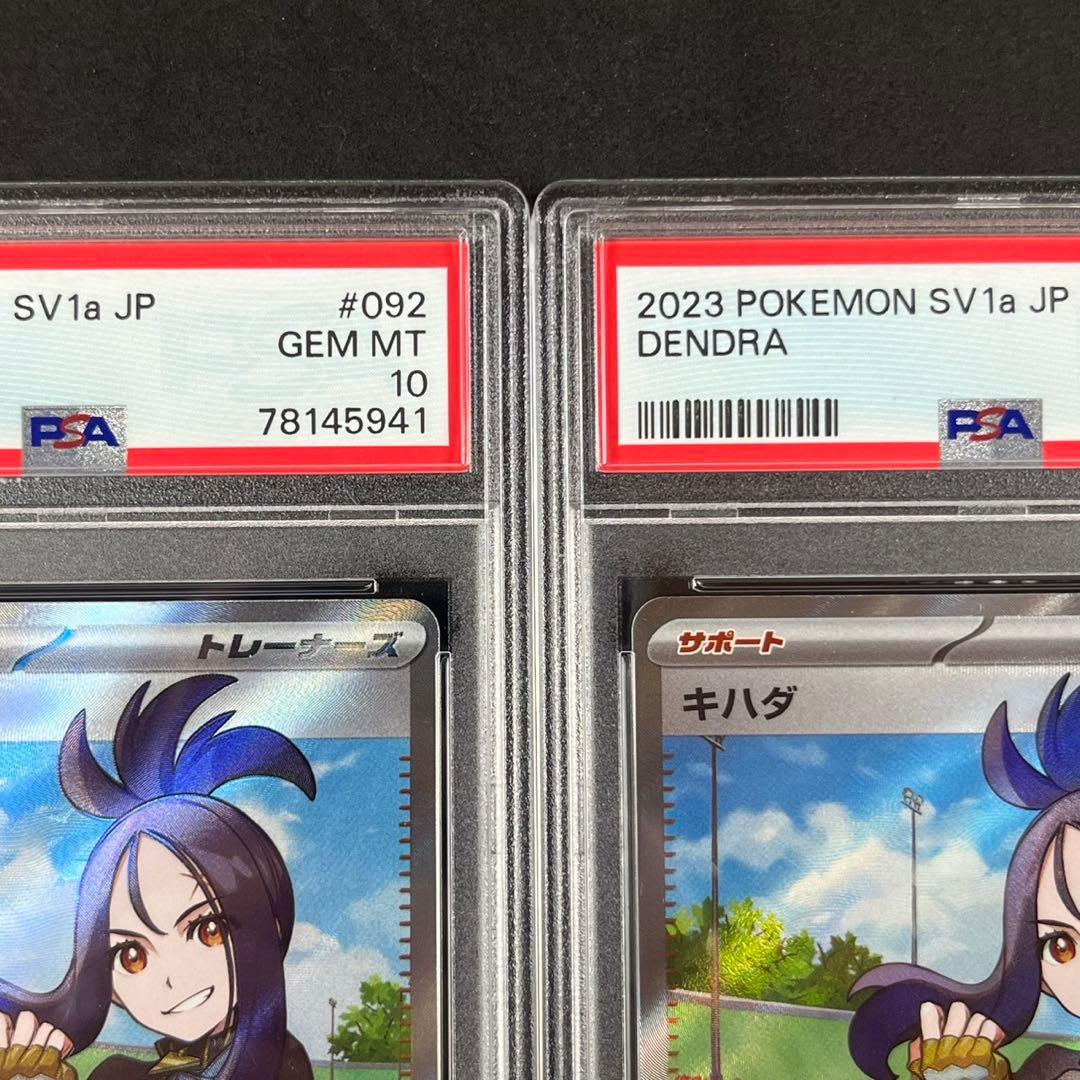 SV1a JP #092
GEM MT
10
78145941
PSA
トレーナーズ
2023 POKEMON SV1a JP
DENDRA
PSA
サポート
キハダ